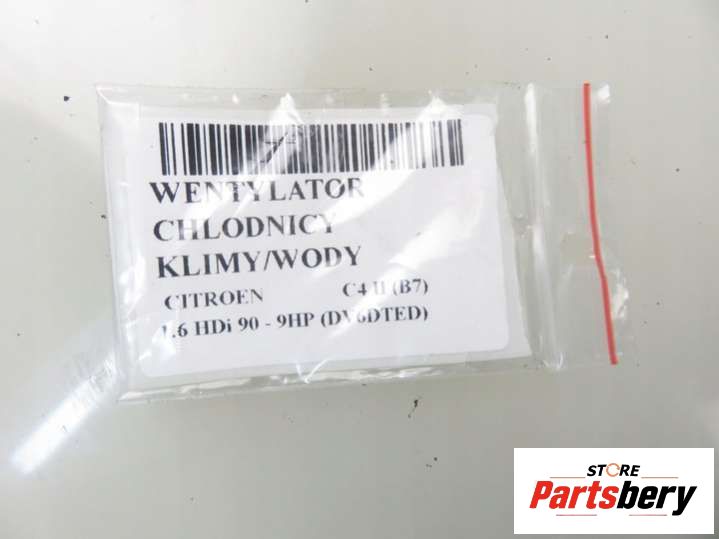 WENTYLATOR
CHLODNICY
KLIMY/WODY
CITROEN C4 II (B7)
1.6 HDi 90 - 9HP (DV6DTED)
STORE
Partsbery